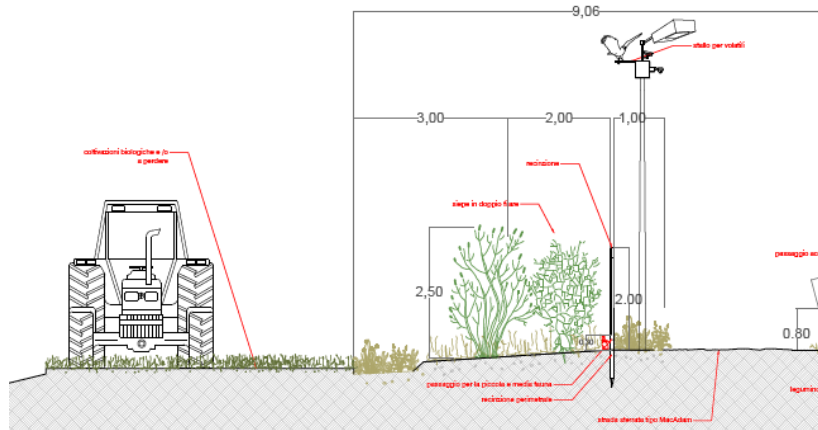 9,06
stallo per volatili
3,00
2,00
1,00
coltivazioni biologiche e /o
a perdere
recinzione
siepe in doppio filare
passaggio
2,50
2,00
0.80
0,30
passaggio per la piccola e media fauna
recinzione perimetrale
strada sterrata tipo MacAdam